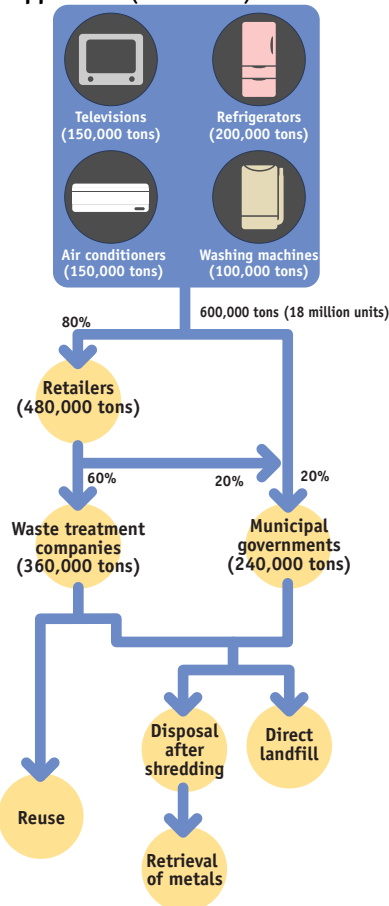 Televisions
(150,000 tons)
Refrigerators
(200,000 tons)
Air conditioners
(150,000 tons)
Washing machines
(100,000 tons)
600,000 tons (18 million units)
80%
Retailers
(480,000 tons)
60%
20%
20%
Waste treatment
companies
(360,000 tons)
Municipal
governments
(240,000 tons)
Disposal
after
shredding
Direct
landfill
Reuse
Retrieval
of metals